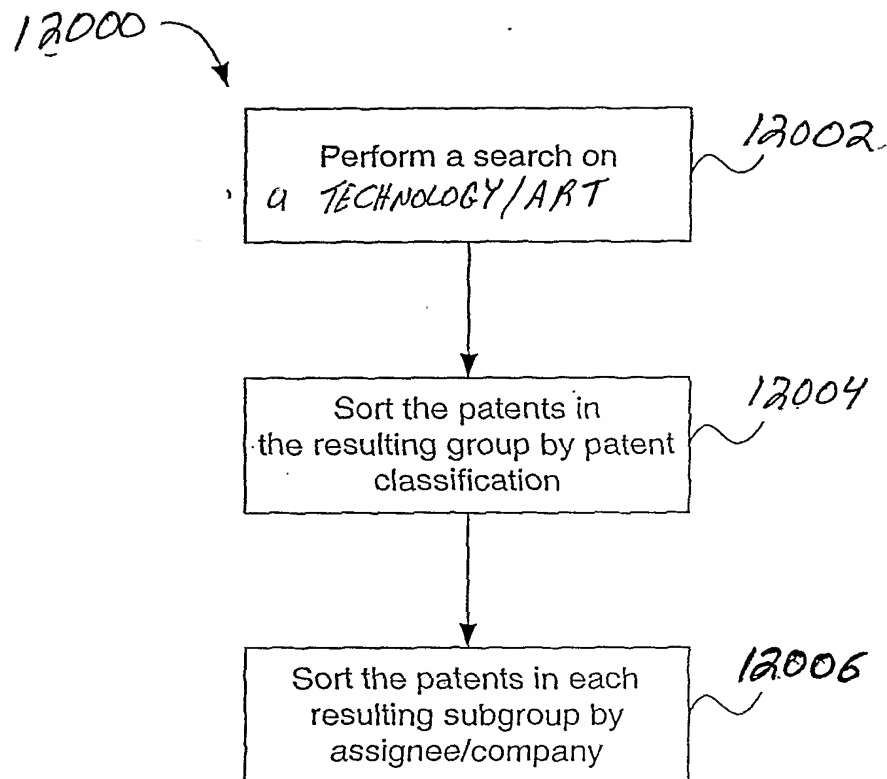 12000
Perform a search on
a TECHNOLOGY/ART
12002
Sort the patents in
the resulting group by patent
classification
12004
Sort the patents in each
resulting subgroup by
assignee/company
12006